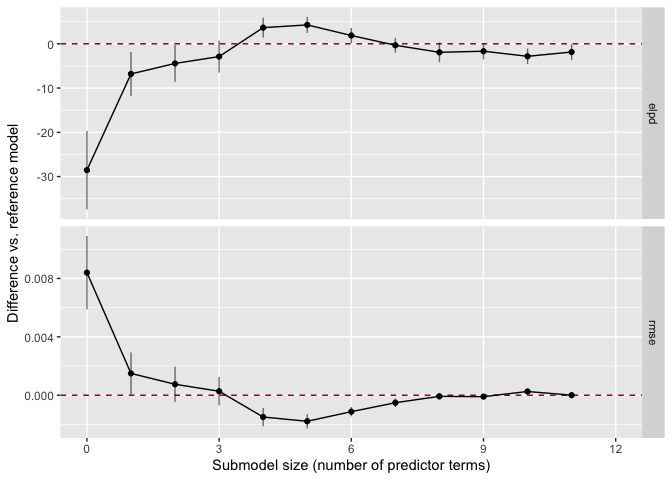 Difference vs. reference model
0
-10
-20
-30
elpd
0.008
0.004
0.000
rmse
0 3 6 9 12
Submodel size (number of predictor terms)